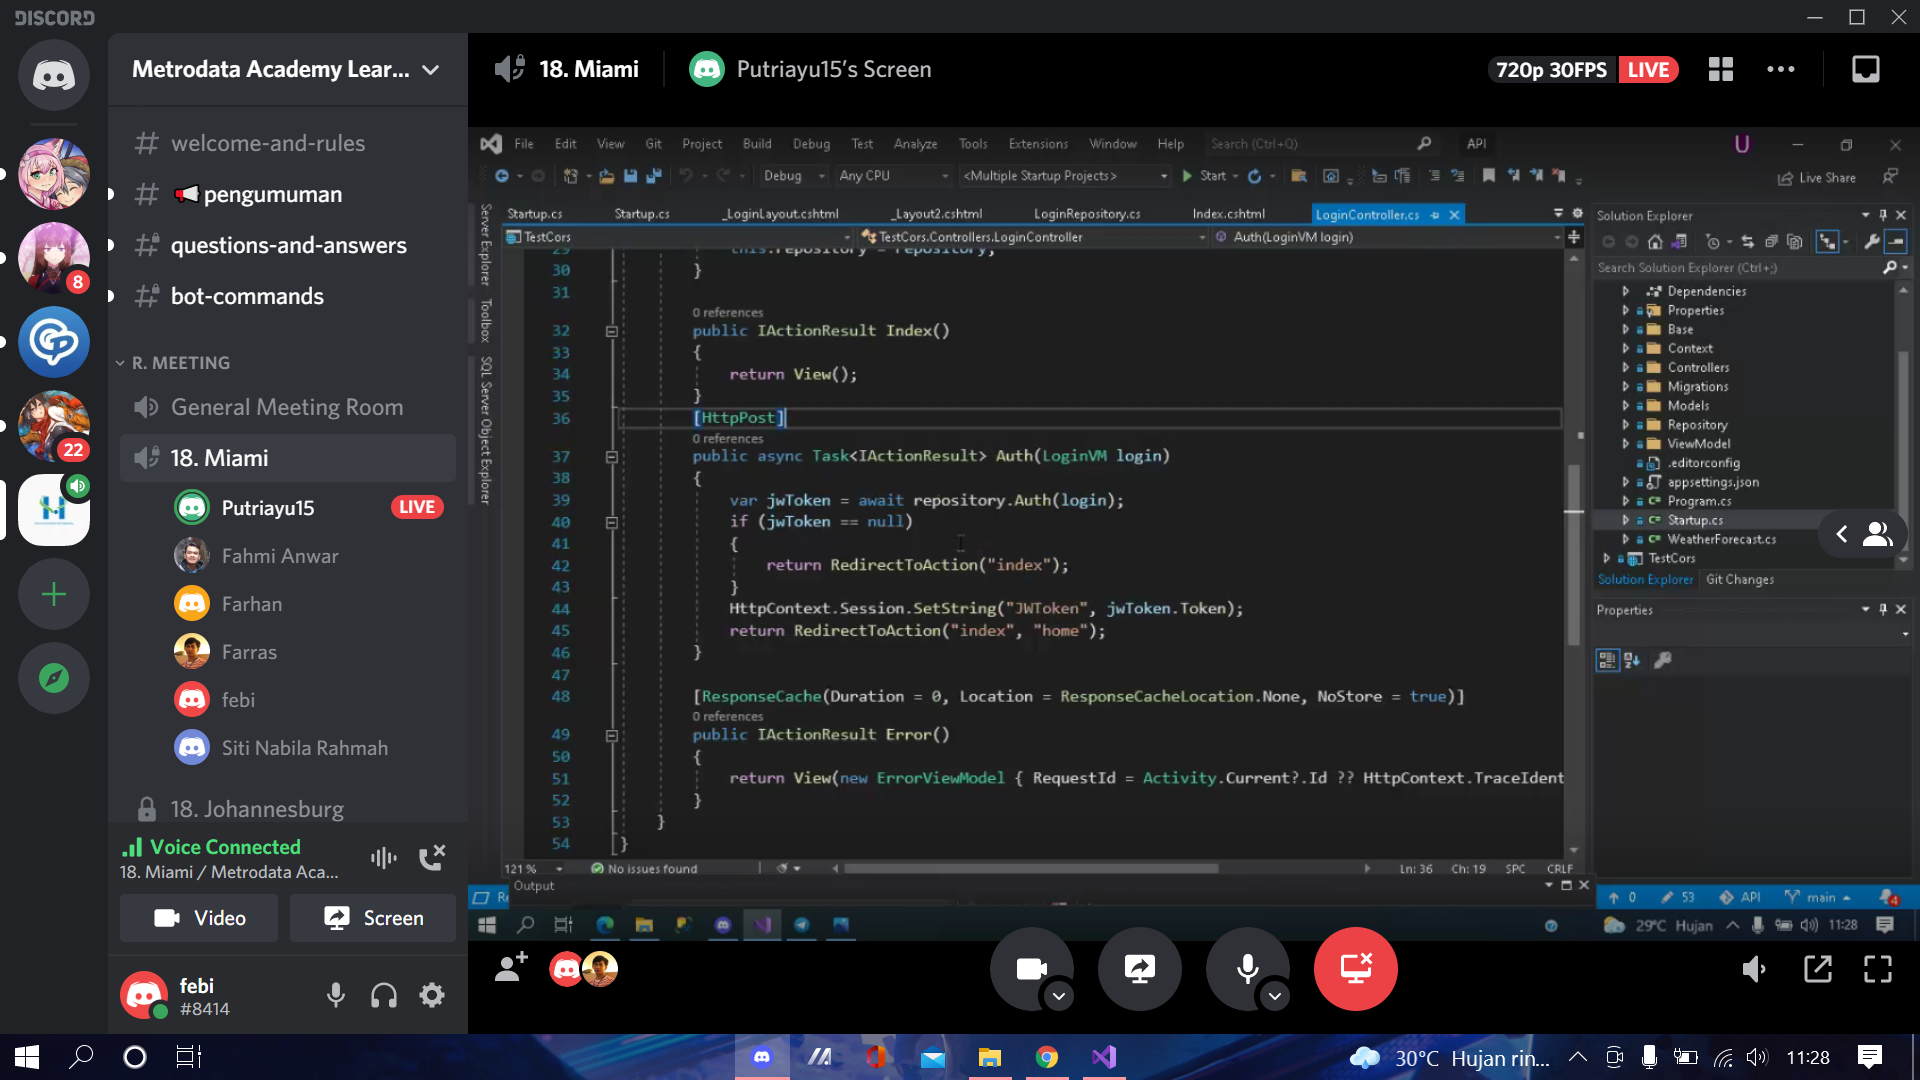 DISCORD
Metrodata Academy Lear...
welcome-and-rules
pengumuman
questions-and-answers
bot-commands
R. MEETING
General Meeting Room
18. Miami
Putriayu15 LIVE
Fahmi Anwar
Farhan
Farras
febi
Siti Nabila Rahmah
18. Johannesburg
8
22
Voice Connected
18. Miami / Metrodata Aca...
Video Screen
febi
#8414
18. Miami Putriayu15's Screen 720p 30FPS LIVE
File Edit View Git Project Build Debug Test Analyze Tools Extensions Window Help Search (Ctrl+Q) API U
Debug Any CPU <Multiple Startup Projects> Start Live Share
Server Explorer Toolbox SQL Server Object Explorer
Startup.cs Startup.cs _LoginLayout.cshtml _Layout2.cshtml LoginRepository.cs Index.cshtml LoginController.cs
TestCors TestCors.Controllers.LoginController Auth(LoginVM login)
29 this.repository = repository;
30 }
31
0 references
32 public IActionResult Index()
33 {
34 return View();
35 }
36 [HttpPost]
0 references
37 public async Task<IActionResult> Auth(LoginVM login)
38 {
39 var jwToken = await repository.Auth(login);
40 if (jwToken == null)
41 {
42 return RedirectToAction("index");
43 }
44 HttpContext.Session.SetString("JWToken", jwToken.Token);
45 return RedirectToAction("index", "home");
46 }
47
48 [ResponseCache(Duration = 0, Location = ResponseCacheLocation.None, NoStore = true)]
0 references
49 public IActionResult Error()
50 {
51 return View(new ErrorViewModel { RequestId = Activity.Current?.Id ?? HttpContext.TraceIdent
52 }
53 }
54 }
121 % No issues found Ln: 36 Ch: 19 SPC CRLF
Output
Solution Explorer
Search Solution Explorer (Ctrl+;)
Dependencies
Properties
Base
Context
Controllers
Migrations
Models
Repository
ViewModel
.editorconfig
appsettings.json
Program.cs
Startup.cs
WeatherForecast.cs
TestCors
Solution Explorer Git Changes
Properties
Re 0 53 API main 4
29°C Hujan 11:28
30°C Hujan rin... 11:28